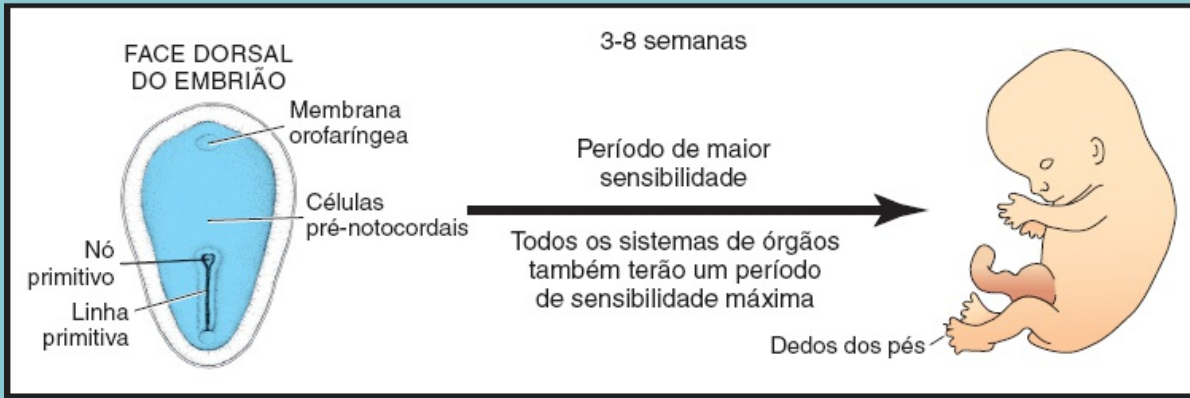 3-8 semanas
FACE DORSAL
DO EMBRIÃO
Membrana
orofaríngea
Células
pré-notocordais
Nó
primitivo
Linha
primitiva
Período de maior
sensibilidade
Todos os sistemas de órgãos
também terão um período
de sensibilidade máxima
Dedos dos pés